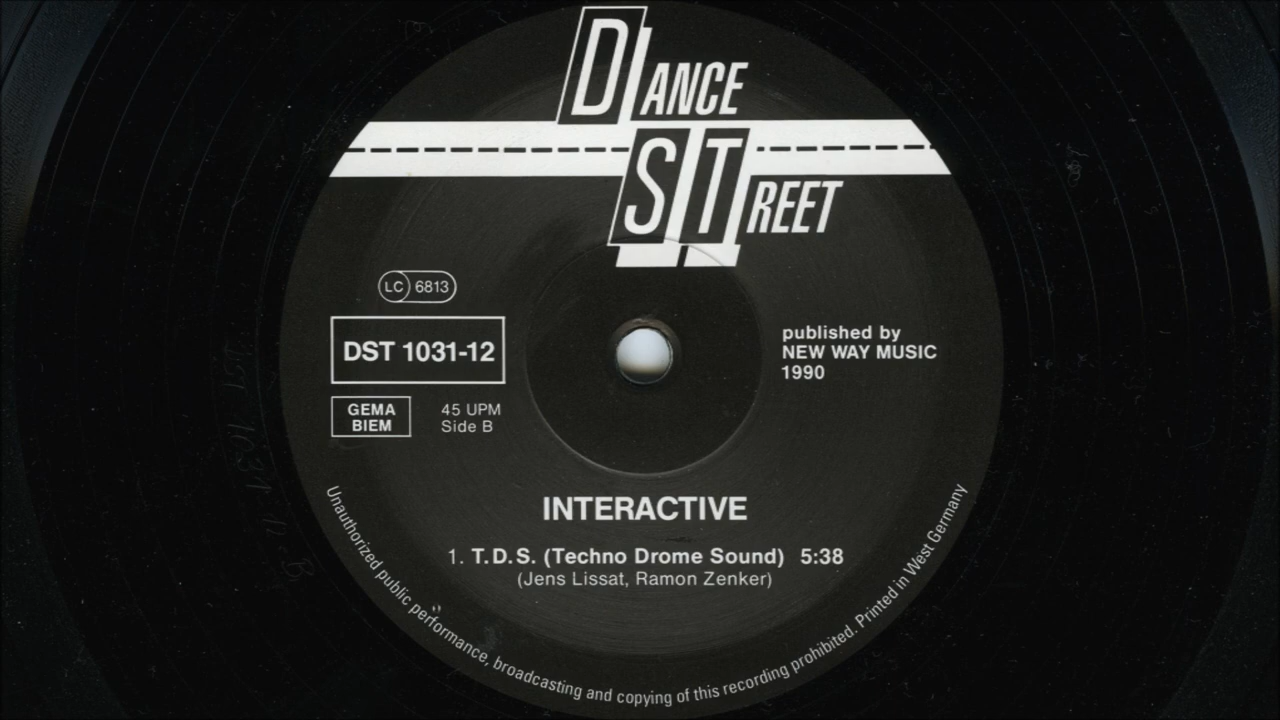 DANCE
STREET
LC 6813
DST 1031-12
GEMA
BIEM
45 UPM
Side B
published by
NEW WAY MUSIC
1990
INTERACTIVE
1. T.D.S. (Techno Drome Sound) 5:38
(Jens Lissat, Ramon Zenker)
Unauthorized public performance, broadcasting and copying of this recording prohibited. Printed in West Germany